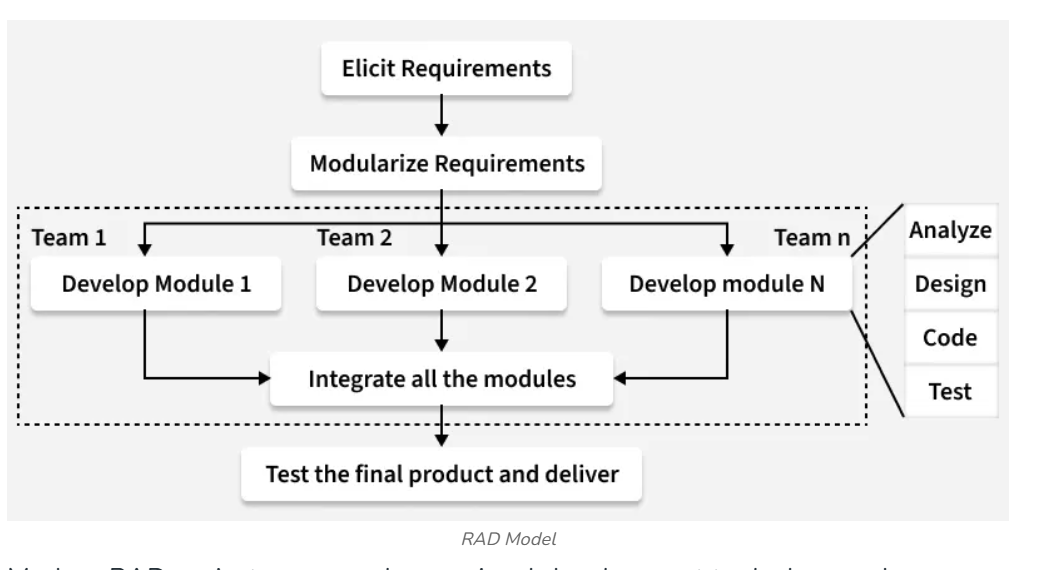 Elicit Requirements
Modularize Requirements
Team 1
Team 2
Team n
Develop Module 1
Develop Module 2
Develop module N
Analyze
Design
Code
Test
Integrate all the modules
Test the final product and deliver
RAD Model